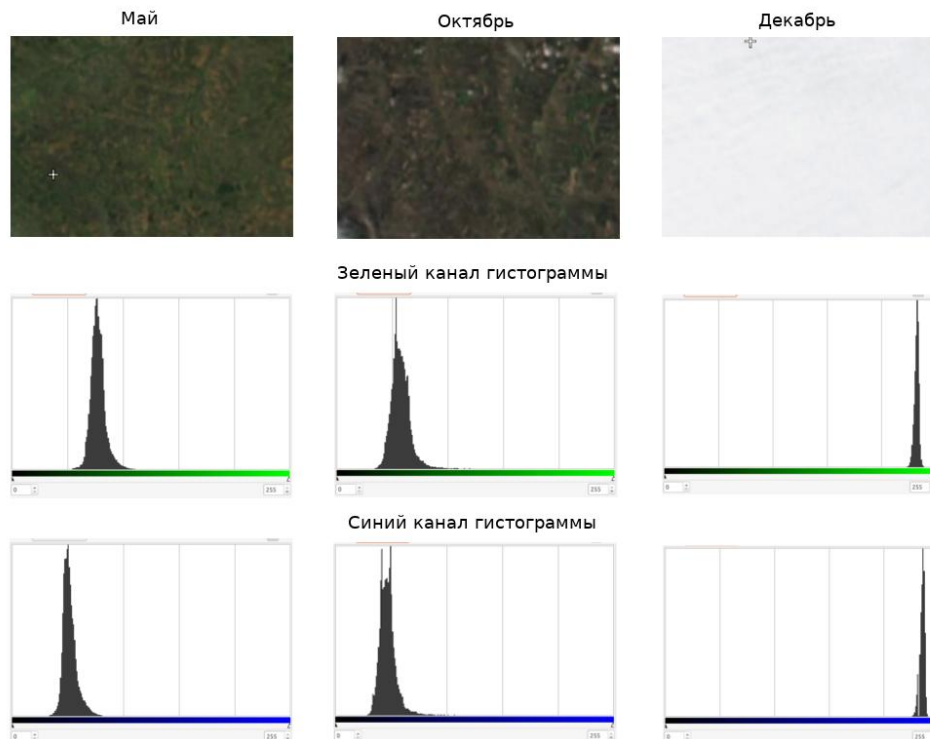 Май Октябрь Декабрь
Зеленый канал гистограммы
0 255 0 255 0 255
Синий канал гистограммы
0 255 0 255 0 255